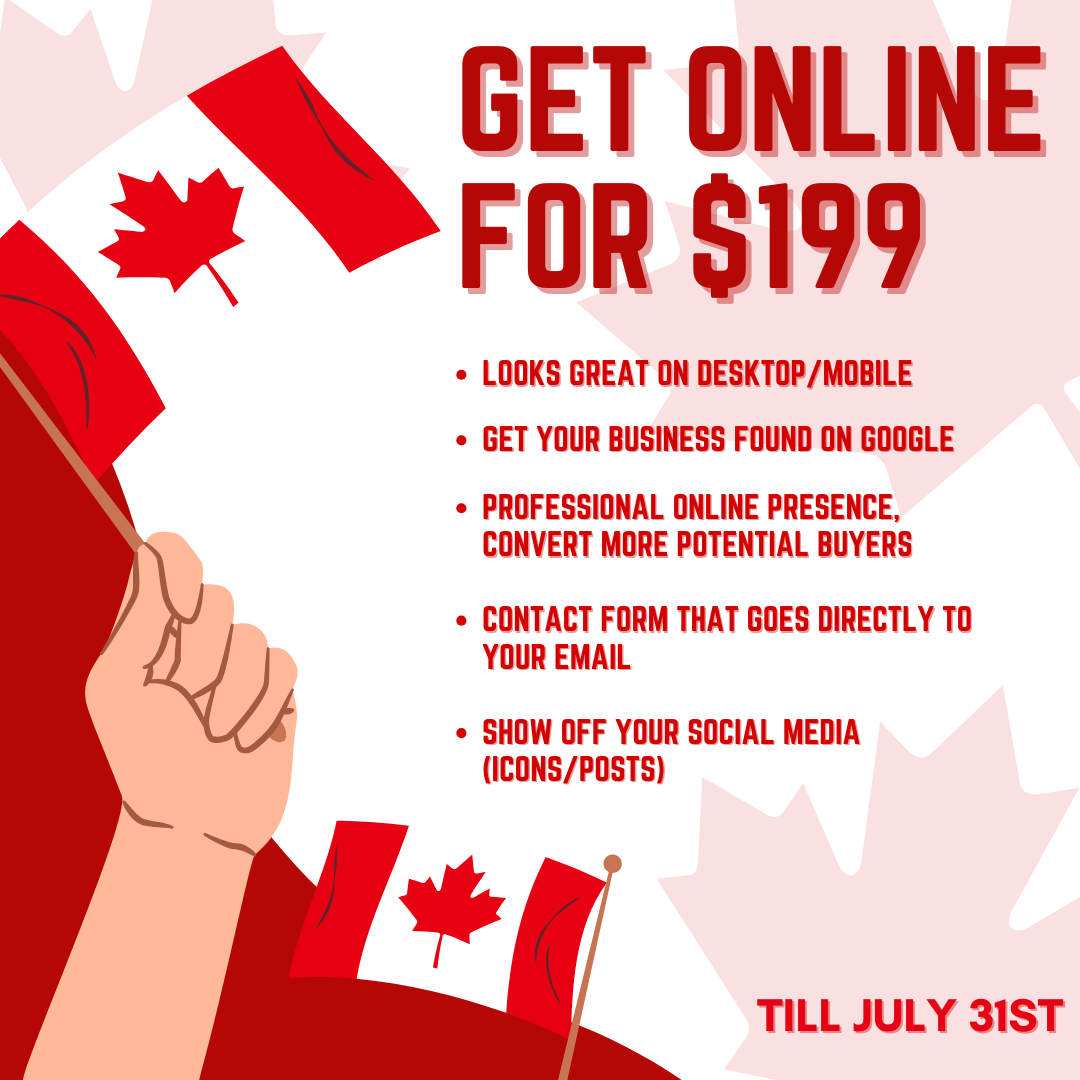 GET ONLINE
FOR $199
• LOOKS GREAT ON DESKTOP/MOBILE
• GET YOUR BUSINESS FOUND ON GOOGLE
• PROFESSIONAL ONLINE PRESENCE,
CONVERT MORE POTENTIAL BUYERS
• CONTACT FORM THAT GOES DIRECTLY TO
YOUR EMAIL
• SHOW OFF YOUR SOCIAL MEDIA
(ICONS/POSTS)
TILL JULY 31ST